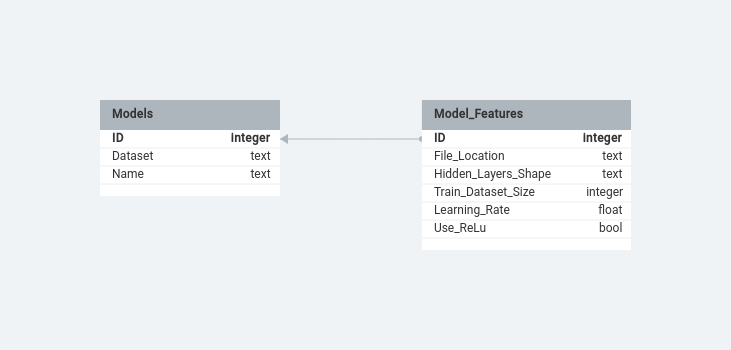 Models
ID integer
Dataset text
Name text
Model_Features
ID integer
File_Location text
Hidden_Layers_Shape text
Train_Dataset_Size integer
Learning_Rate float
Use_ReLu bool